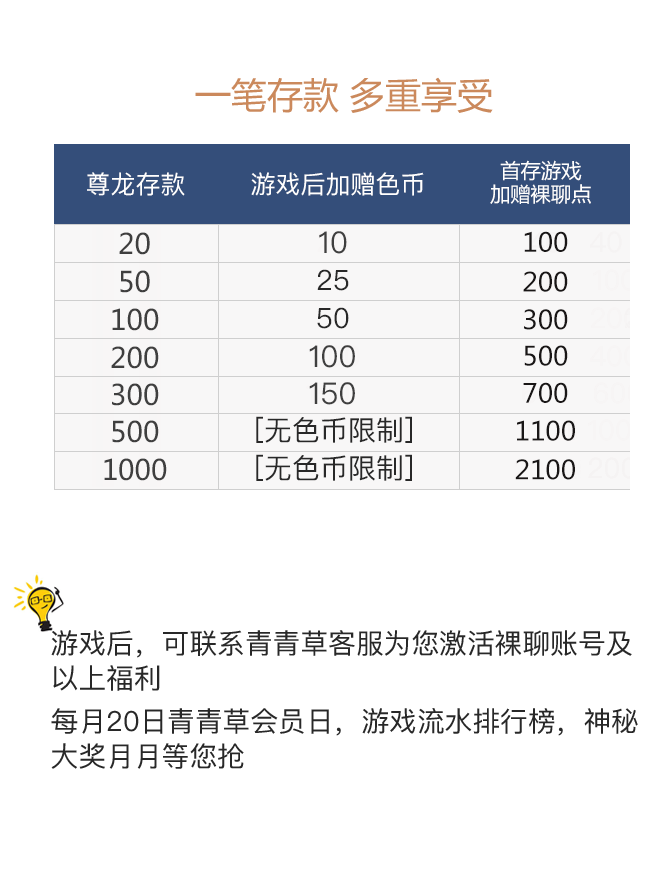 一笔存款 多重享受
尊龙存款 游戏后加赠色币 首存游戏
加赠裸聊点
20 10 100
50 25 200
100 50 300
200 100 500
300 150 700
500 [无色币限制] 1100
1000 [无色币限制] 2100
游戏后，可联系青青草客服为您激活裸聊账号及
以上福利
每月20日青青草会员日，游戏流水排行榜，神秘
大奖月月等您抢